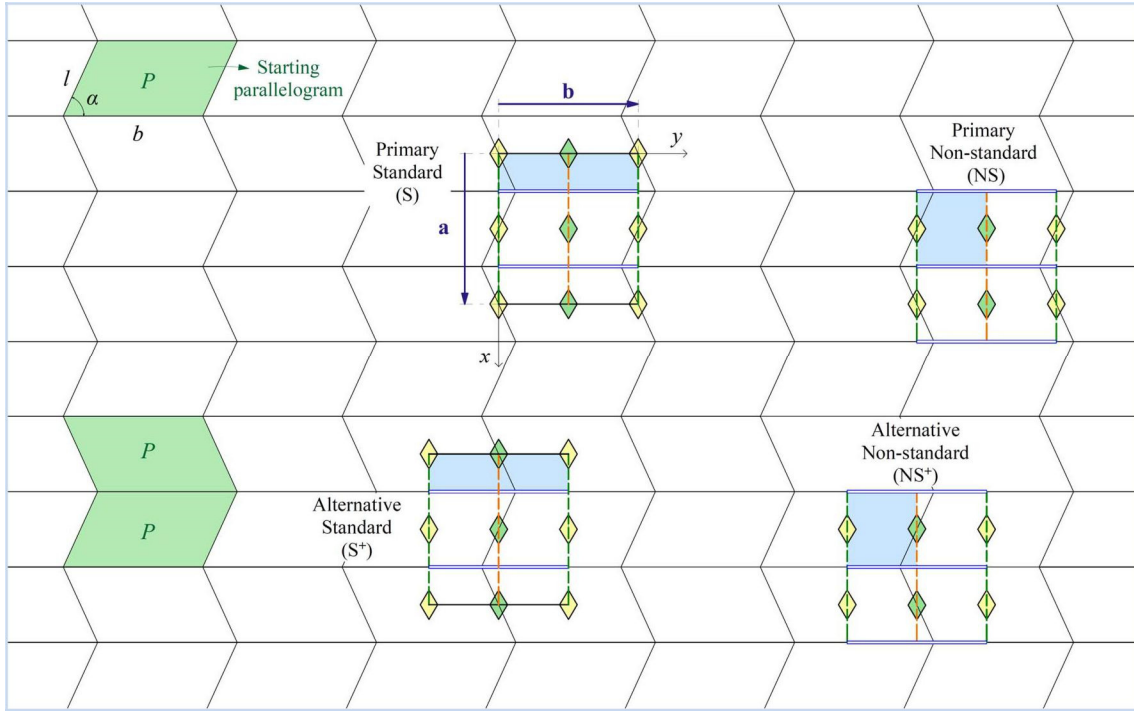 l
P
α
b
Starting
parallelogram
b
y
Primary
Standard
(S)
a
x
Primary
Non-standard
(NS)
P
P
Alternative
Standard
(S⁺)
Alternative
Non-standard
(NS⁺)